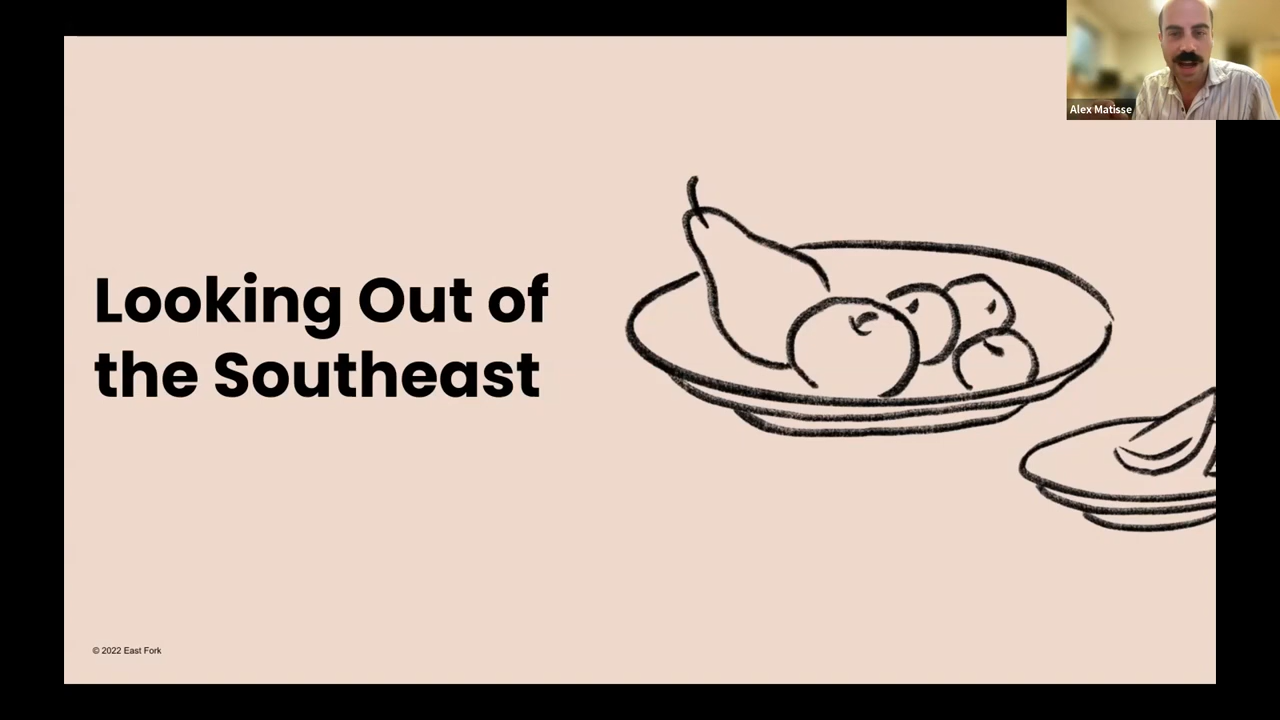 Alex Matisse
Looking Out of
the Southeast
© 2022 East Fork